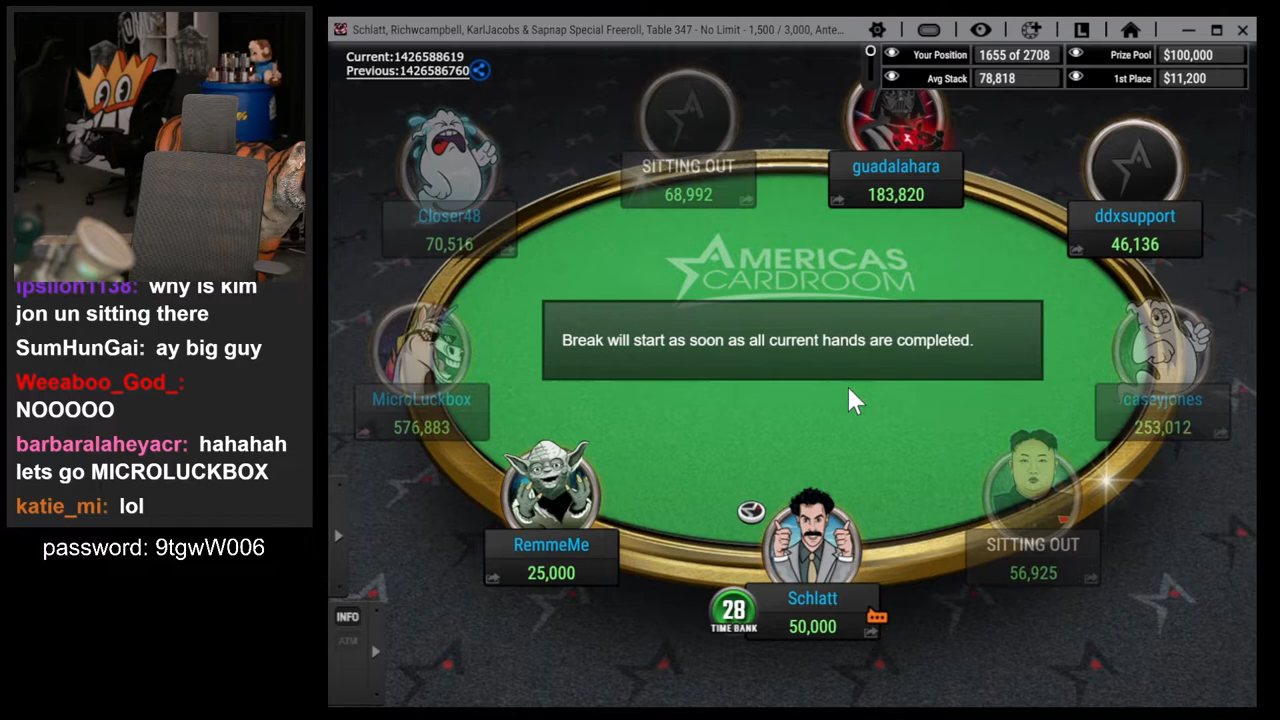 Schlatt, Richwcampbell, KarlJacobs & Sapnap Special Freeroll, Table 347 - No Limit - 1,500 / 3,000, Ante...
Current:1426588619
Previous:1426586760
Your Position 1655 of 2708 Prize Pool $100,000
Avg Stack 78,818 1st Place $11,200
SITTING OUT
68,992
guadalahara
183,820
Closer48
70,516
ddxsupport
46,136
AMERICAS
CARDROOM
Break will start as soon as all current hands are completed.
MicroLuckbox
576,883
caseyjones
253,012
RemmeMe
25,000
SITTING OUT
56,925
28
TIME BANK
Schlatt
50,000
INFO
ATM
ipsilon1138: why is kim
jon un sitting there
SumHunGai: ay big guy
Weeaboo_God_:
NOOOOO
barbaralaheyacr: hahahah
lets go MICROLUCKBOX
katie_mi: lol
password: 9tgwW006